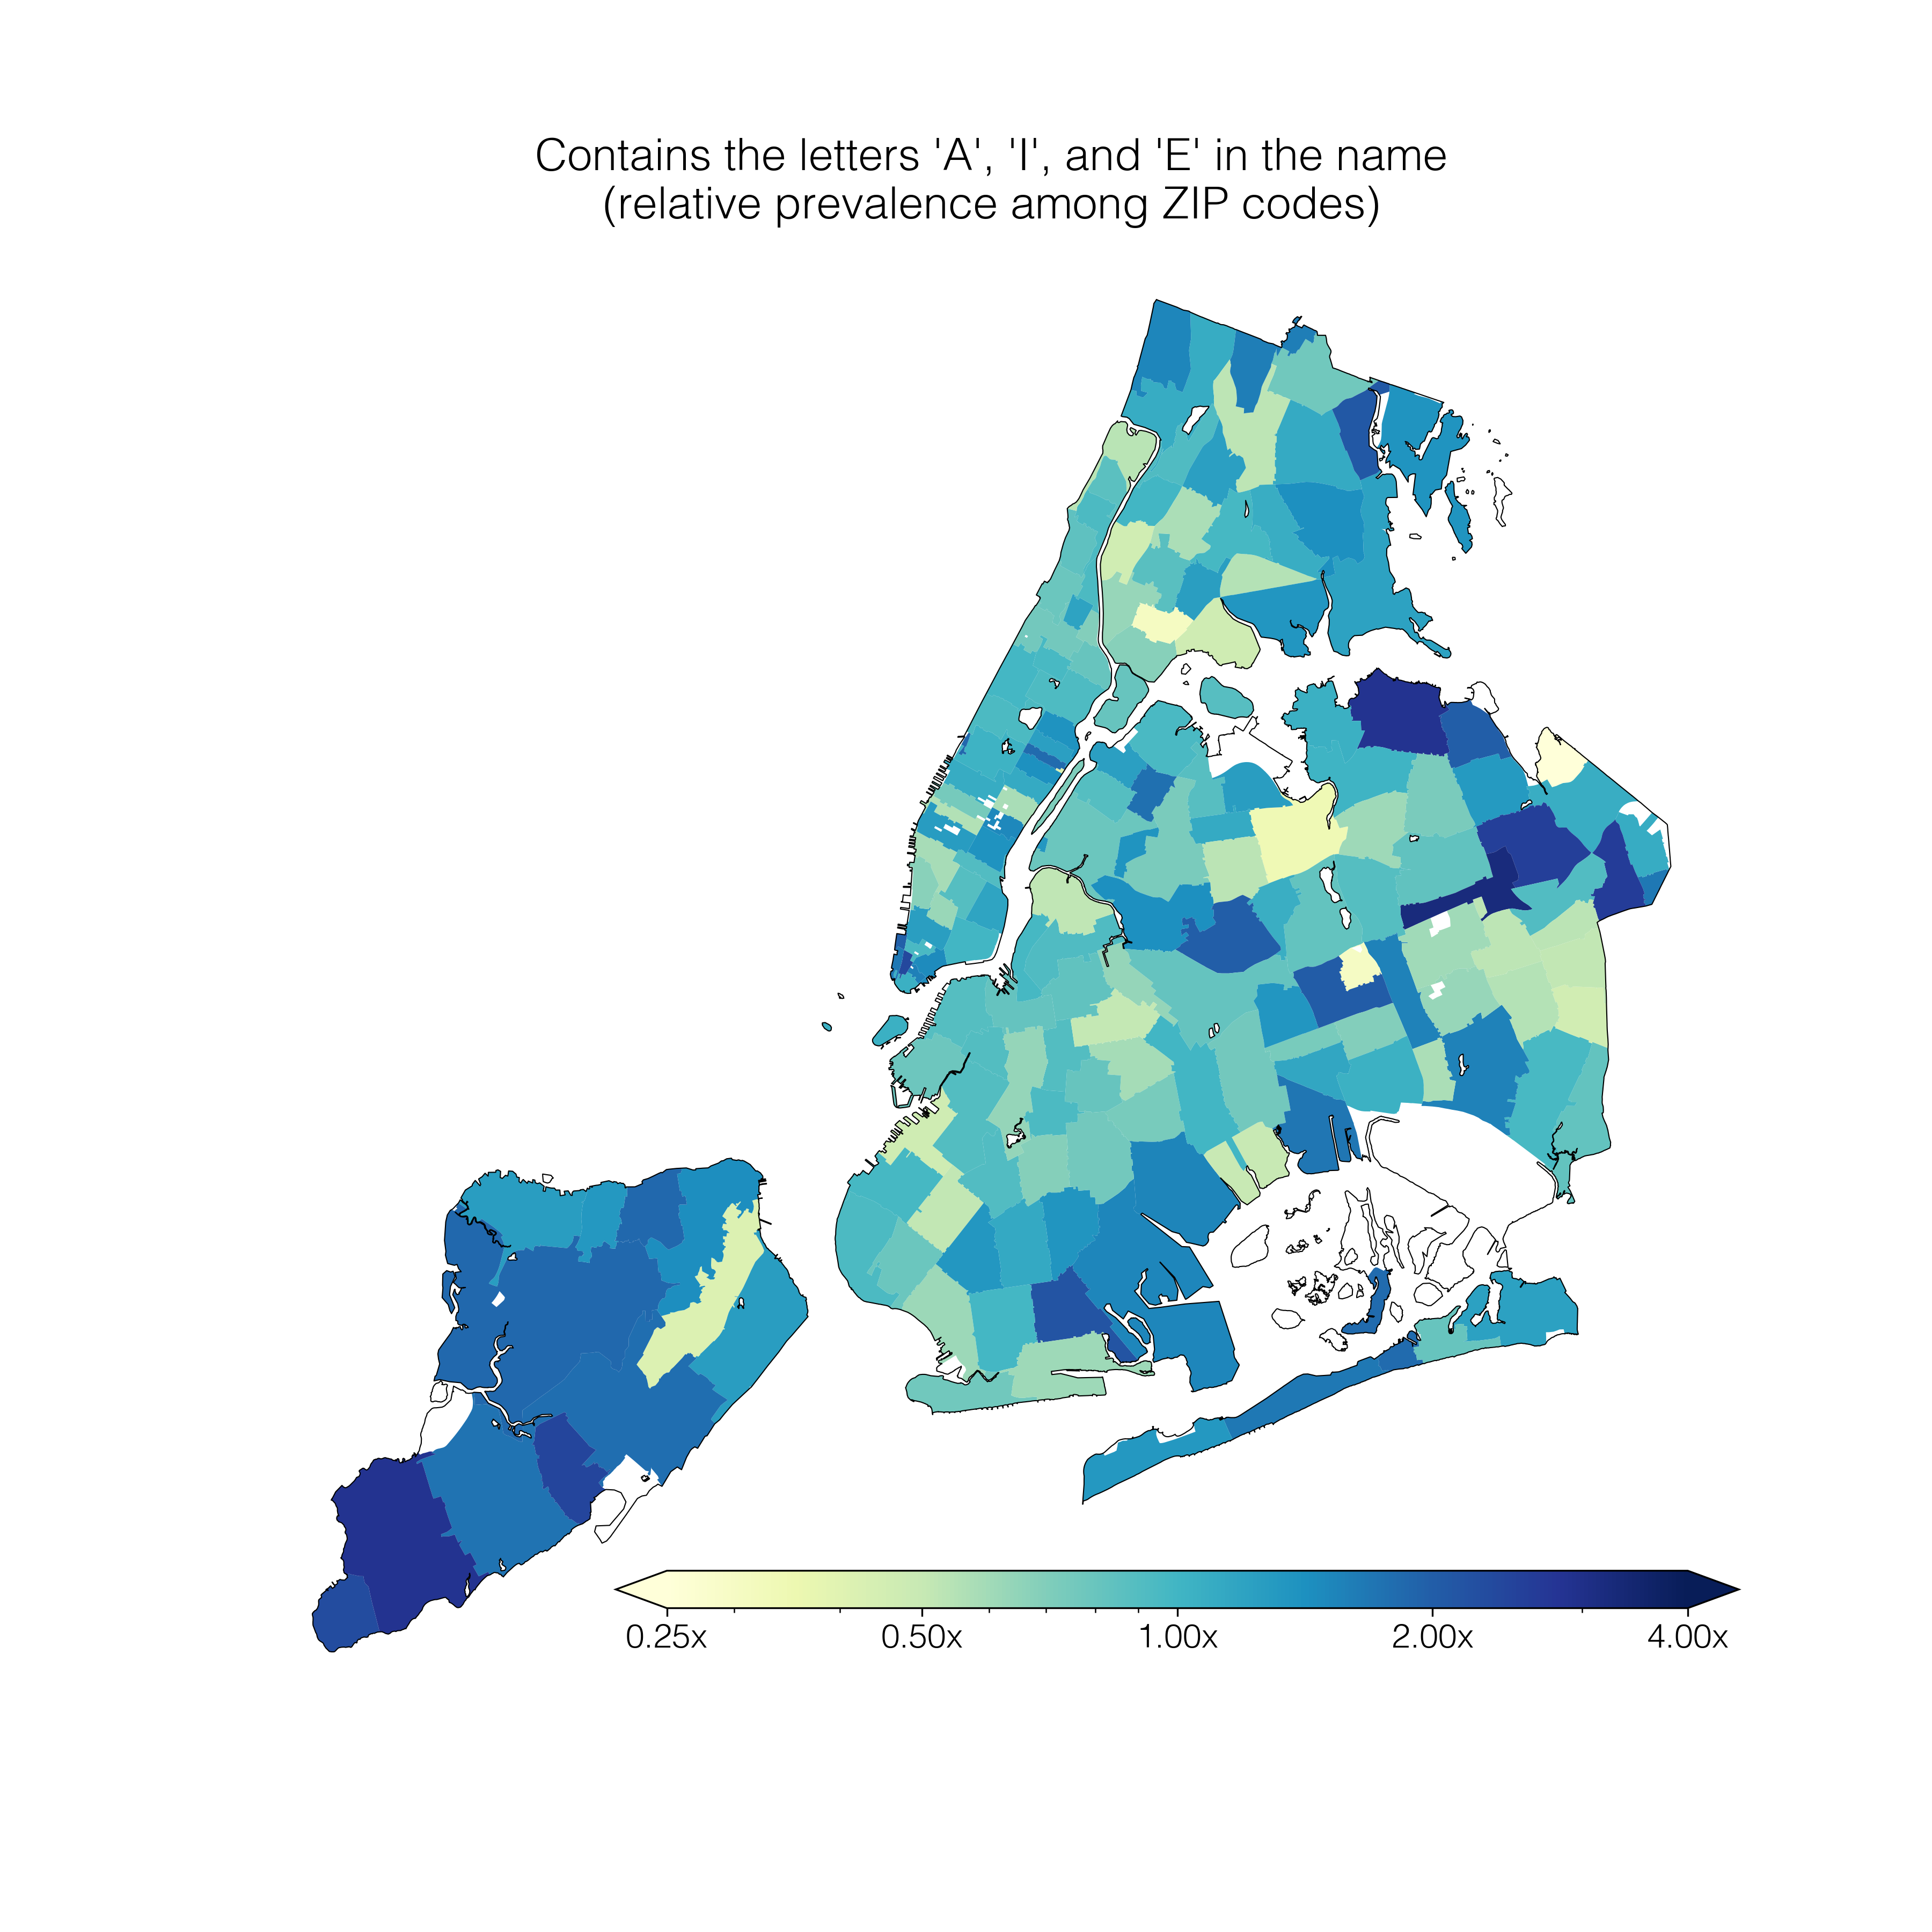 Contains the letters 'A', 'I', and 'E' in the name
(relative prevalence among ZIP codes)
0.25x 0.50x 1.00x 2.00x 4.00x